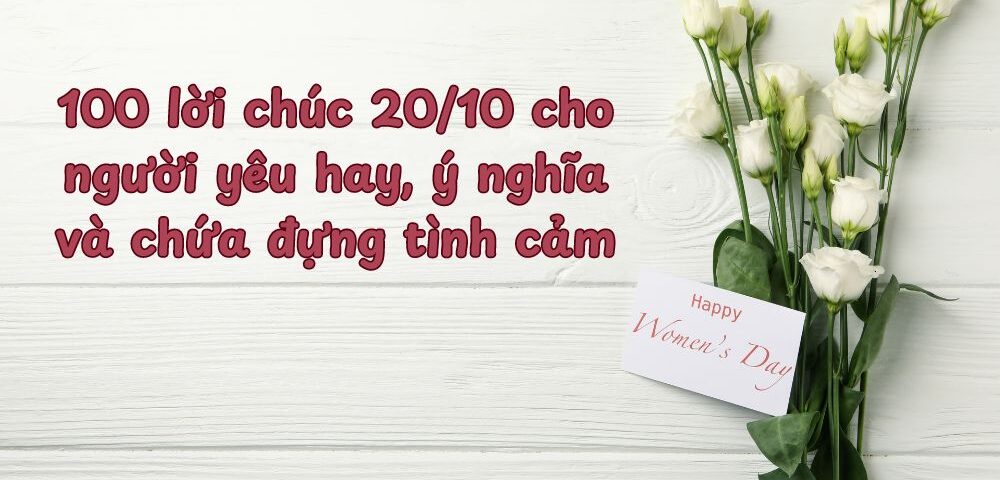 100 lời chúc 20/10 cho
người yêu hay, ý nghĩa
và chứa đựng tình cảm
Happy
Women's Day